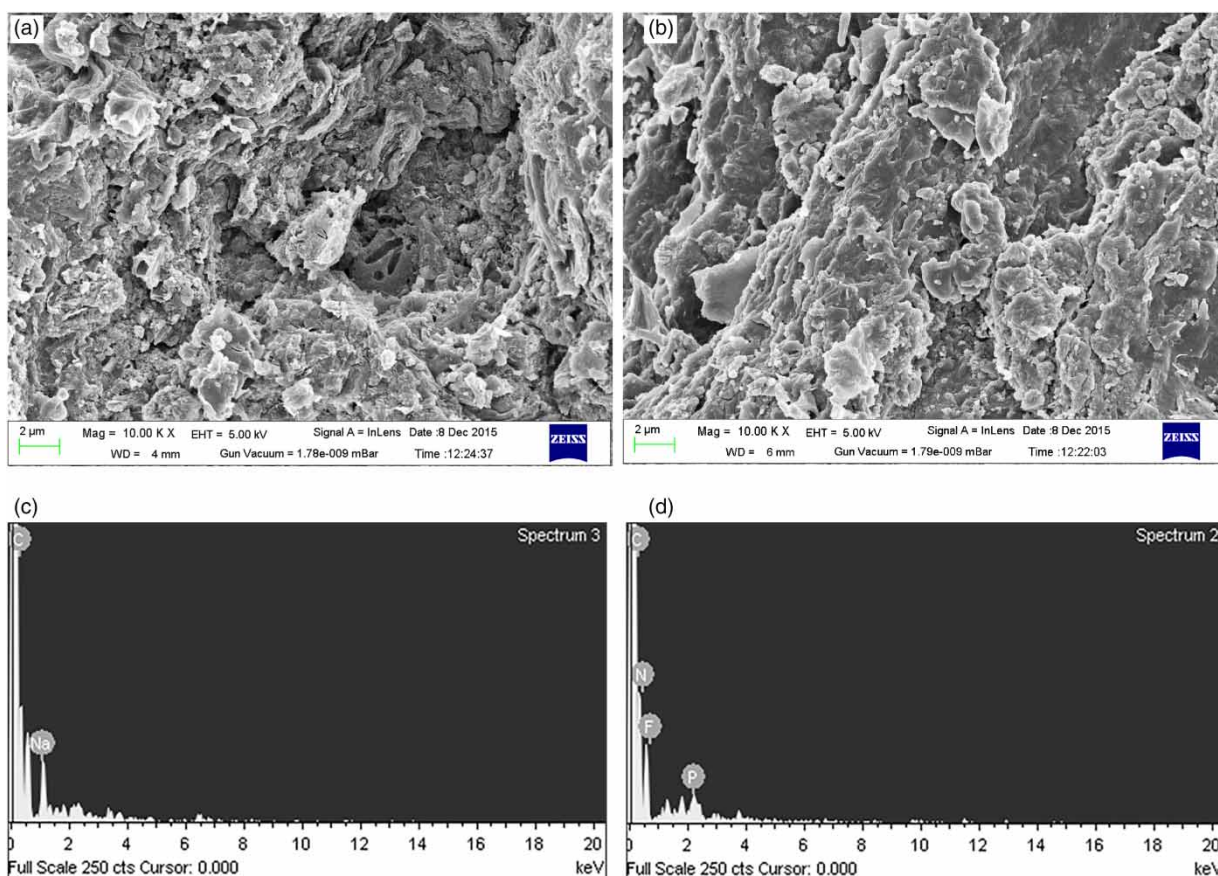 (a)
2 µm
Mag = 10.00 K X
EHT = 5.00 kV
Signal A = InLens
Date :8 Dec 2015
WD = 4 mm
Gun Vacuum = 1.78e-009 mBar
Time :12:24:37
ZEISS
(b)
2 µm
Mag = 10.00 K X
EHT = 5.00 kV
Signal A = InLens
Date :8 Dec 2015
WD = 6 mm
Gun Vacuum = 1.79e-009 mBar
Time :12:22:03
ZEISS
(c)
Spectrum 3
C
Na
0 2 4 6 8 10 12 14 16 18 20
Full Scale 250 cts Cursor: 0.000
keV
(d)
Spectrum 2
C
N
F
P
0 2 4 6 8 10 12 14 16 18 20
Full Scale 250 cts Cursor: 0.000
keV